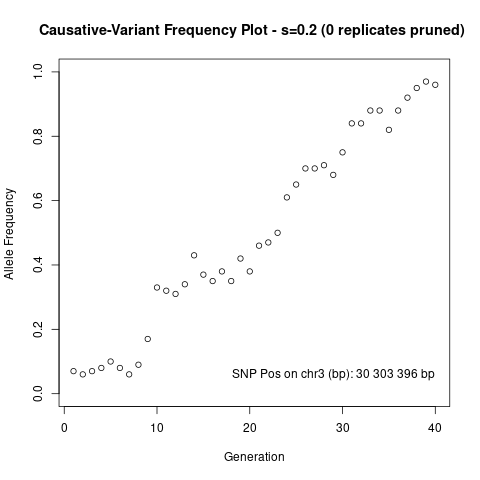 Causative-Variant Frequency Plot - s=0.2 (0 replicates pruned)
1.0
0.8
0.6
0.4
0.2
0.0
Allele Frequency
SNP Pos on chr3 (bp): 30 303 396 bp
0 10 20 30 40
Generation